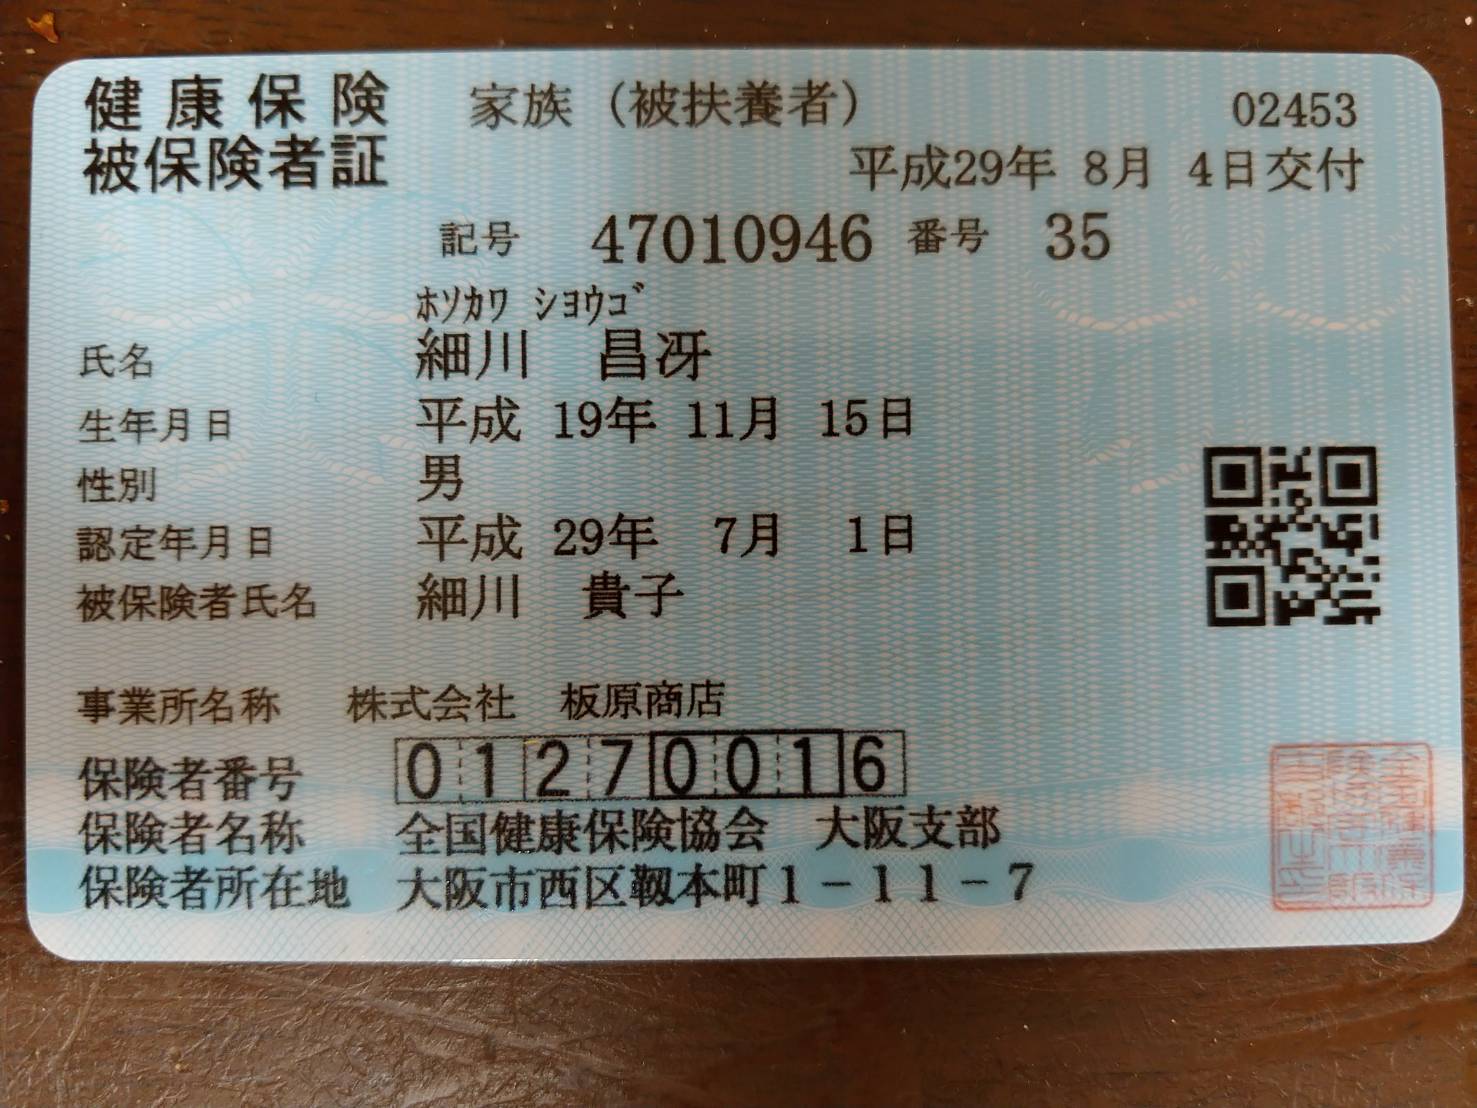 健康保険 家族（被扶養者） 02453
被保険者証 平成29年 8月 4日交付
記号 47010946 番号 35
ﾎｿｶﾜ ｼﾖｳｺﾞ
氏名 細川 昌冴
生年月日 平成 19年 11月 15日
性別 男
認定年月日 平成 29年 7月 1日
被保険者氏名 細川 貴子
事業所名称 株式会社 板原商店
保険者番号 01270016
保険者名称 全国健康保険協会 大阪支部
保険者所在地 大阪市西区靱本町1－11－7